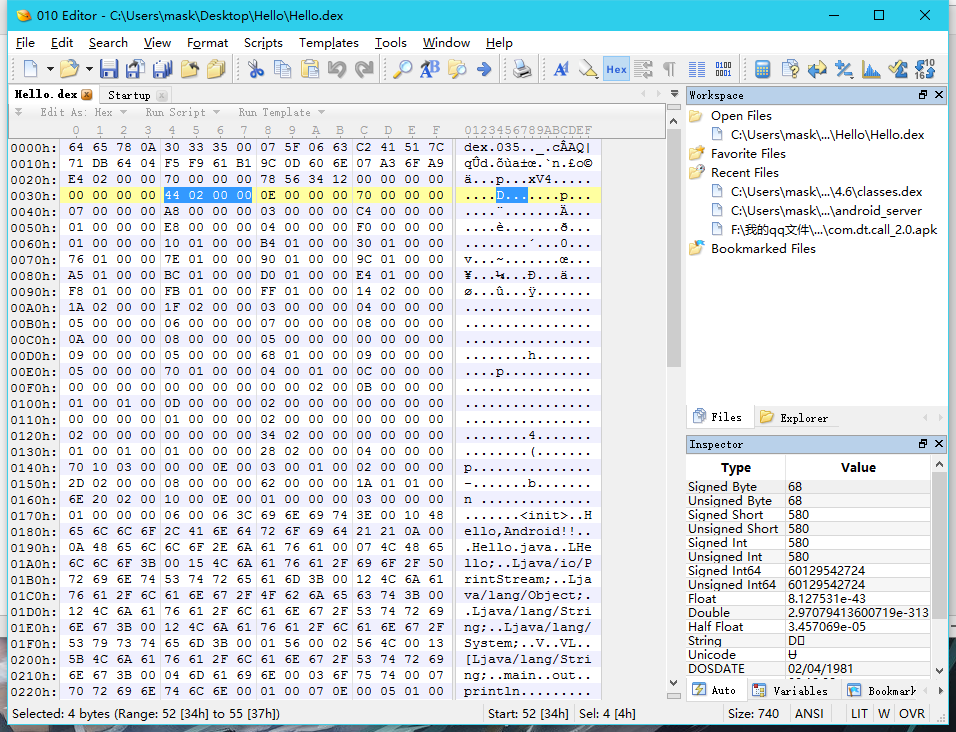 010 Editor - C:\Users\mask\Desktop\Hello\Hello.dex
File Edit Search View Format Scripts Templates Tools Window Help
Hex
Hello.dex Startup
Edit As: Hex Run Script Run Template
0 1 2 3 4 5 6 7 8 9 A B C D E F 0123456789ABCDEF
0000h: 64 65 78 0A 30 33 35 00 07 5F 06 63 C2 41 51 7C dex.035.._.cÂAQ|
0010h: 71 DB 64 04 F5 F9 61 B1 9C 0D 60 6E 07 A3 6F A9 qÛd.õùa±œ.`n.£o©
0020h: E4 02 00 00 70 00 00 00 78 56 34 12 00 00 00 00 ä...p...xV4.....
0030h: 00 00 00 00 44 02 00 00 0E 00 00 00 70 00 00 00 ....D.......p...
0040h: 07 00 00 00 A8 00 00 00 03 00 00 00 C4 00 00 00 ....¨.......Ä...
0050h: 01 00 00 00 E8 00 00 00 04 00 00 00 F0 00 00 00 ....è.......ð...
0060h: 01 00 00 00 10 01 00 00 B4 01 00 00 30 01 00 00 ........´...0...
0070h: 76 01 00 00 7E 01 00 00 90 01 00 00 9C 01 00 00 v...~.......œ...
0080h: A5 01 00 00 BC 01 00 00 D0 01 00 00 E4 01 00 00 ¥...¼...Ð...ä...
0090h: F8 01 00 00 FB 01 00 00 FF 01 00 00 14 02 00 00 ø...û...ÿ.......
00A0h: 1A 02 00 00 1F 02 00 00 03 00 00 00 04 00 00 00 ................
00B0h: 05 00 00 00 06 00 00 00 07 00 00 00 08 00 00 00 ................
00C0h: 0A 00 00 00 08 00 00 00 05 00 00 00 00 00 00 00 ................
00D0h: 09 00 00 00 05 00 00 00 68 01 00 00 09 00 00 00 ........h.......
00E0h: 05 00 00 00 70 01 00 00 04 00 01 00 0C 00 00 00 ....p...........
00F0h: 00 00 00 00 00 00 00 00 00 00 02 00 0B 00 00 00 ................
0100h: 01 00 01 00 0D 00 00 00 02 00 00 00 00 00 00 00 ................
0110h: 00 00 00 00 01 00 00 00 02 00 00 00 00 00 00 00 ................
0120h: 02 00 00 00 00 00 00 00 34 02 00 00 00 00 00 00 ........4.......
0130h: 01 00 01 00 01 00 00 00 28 02 00 00 04 00 00 00 ........(.......
0140h: 70 10 03 00 00 00 0E 00 03 00 01 00 02 00 00 00 p...............
0150h: 2D 02 00 00 08 00 00 00 62 00 00 00 1A 01 01 00 -.......b.......
0160h: 6E 20 02 00 10 00 0E 00 01 00 00 00 03 00 00 00 n ..............
0170h: 01 00 00 00 06 00 06 3C 69 6E 69 74 3E 00 10 48 .......<init>..H
0180h: 65 6C 6C 6F 2C 41 6E 64 72 6F 69 64 21 21 0A 00 ello,Android!!..
0190h: 0A 48 65 6C 6C 6F 2E 6A 61 76 61 00 07 4C 48 65 .Hello.java..LHe
01A0h: 6C 6C 6F 3B 00 15 4C 6A 61 76 61 2F 69 6F 2F 50 llo;..Ljava/io/P
01B0h: 72 69 6E 74 53 74 72 65 61 6D 3B 00 12 4C 6A 61 rintStream;..Lja
01C0h: 76 61 2F 6C 61 6E 67 2F 4F 62 6A 65 63 74 3B 00 va/lang/Object;.
01D0h: 12 4C 6A 61 76 61 2F 6C 61 6E 67 2F 53 74 72 69 .Ljava/lang/Stri
01E0h: 6E 67 3B 00 12 4C 6A 61 76 61 2F 6C 61 6E 67 2F ng;..Ljava/lang/
01F0h: 53 79 73 74 65 6D 3B 00 01 56 00 02 56 4C 00 13 System;..V..VL..
0200h: 5B 4C 6A 61 76 61 2F 6C 61 6E 67 2F 53 74 72 69 [Ljava/lang/Stri
0210h: 6E 67 3B 00 04 6D 61 69 6E 00 03 6F 75 74 00 07 ng;..main..out..
0220h: 70 72 69 6E 74 6C 6E 00 01 00 07 0E 00 05 01 00 println.........
Workspace
Open Files
C:\Users\mask\...\Hello\Hello.dex
Favorite Files
Recent Files
C:\Users\mask\...\4.6\classes.dex
C:\Users\mask\...\android_server
F:\我的qq文件\...\com.dt.call_2.0.apk
Bookmarked Files
Files Explorer
Inspector
Type Value
Signed Byte 68
Unsigned Byte 68
Signed Short 580
Unsigned Short 580
Signed Int 580
Unsigned Int 580
Signed Int64 60129542724
Unsigned Int64 60129542724
Float 8.127531e-43
Double 2.97079413600719e-313
Half Float 3.457069e-05
String D
Unicode
DOSDATE 02/04/1981
Auto Variables Bookmark
Selected: 4 bytes (Range: 52 [34h] to 55 [37h]) Start: 52 [34h] Sel: 4 [4h] Size: 740 ANSI LIT W OVR